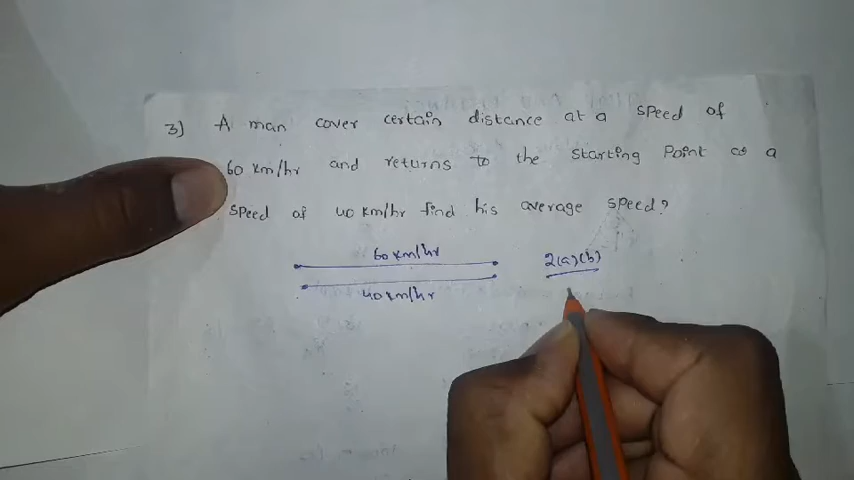 3) A man cover certain distance at a speed of
60 km/hr and returns to the starting point as a
speed of 40 km/hr find his average speed?
60 km/hr
2(a)(b)
40 km/hr